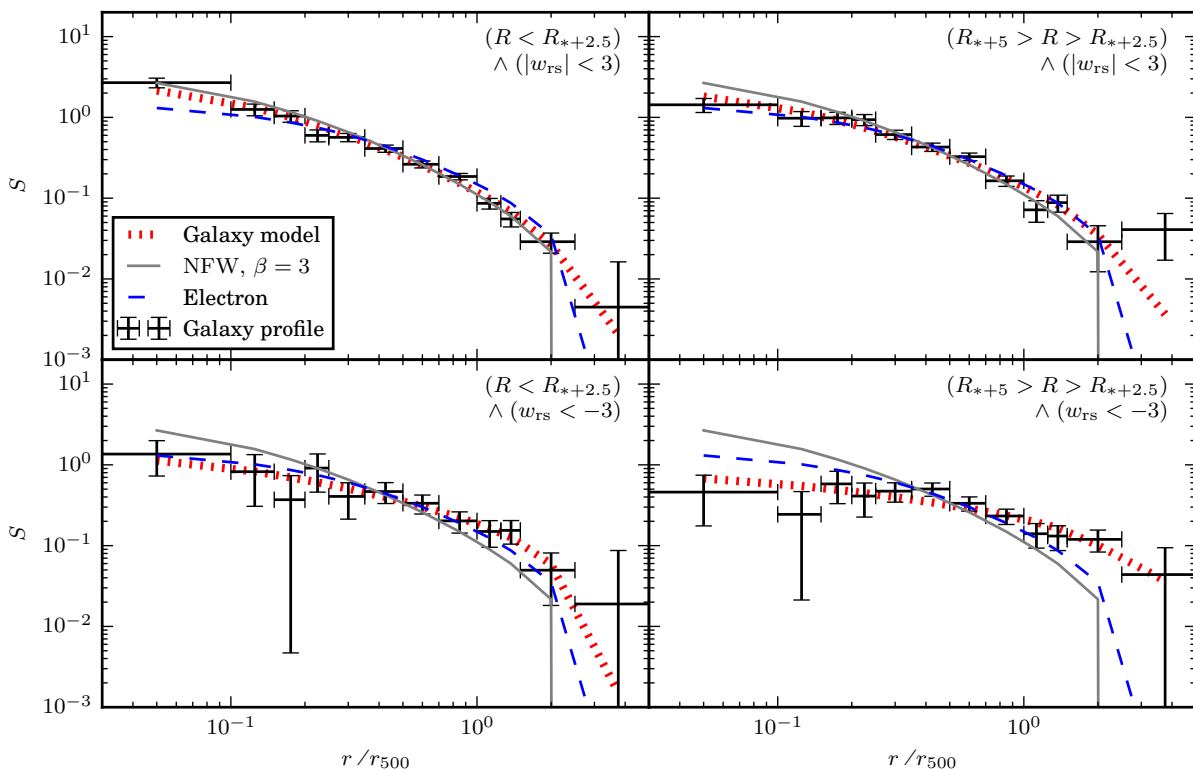 (R < R∗+2.5)
∧ (|wrs| < 3)
(R∗+5 > R > R∗+2.5)
∧ (|wrs| < 3)
10¹
10⁰
10⁻¹
10⁻²
10⁻³
S
Galaxy model
NFW, β = 3
Electron
Galaxy profile
(R < R∗+2.5)
∧ (wrs < −3)
(R∗+5 > R > R∗+2.5)
∧ (wrs < −3)
10¹
10⁰
10⁻¹
10⁻²
10⁻³
S
10⁻¹
10⁰
10⁻¹
10⁰
r/r500
r/r500